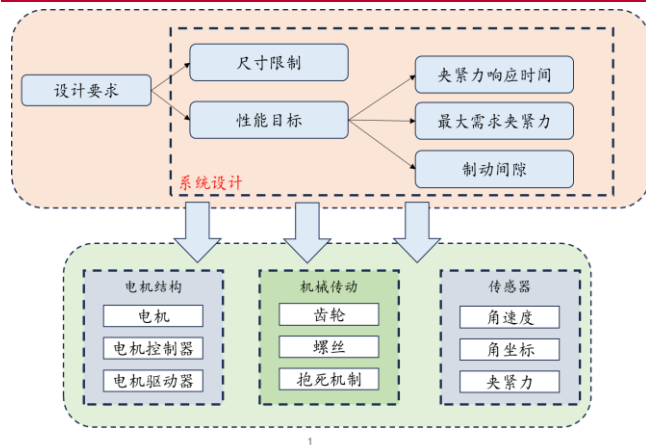 尺寸限制
设计要求
性能目标
夹紧力响应时间
最大需求夹紧力
制动间隙
系统设计
电机结构
电机
电机控制器
电机驱动器
机械传动
齿轮
螺丝
抱死机制
传感器
角速度
角坐标
夹紧力
1